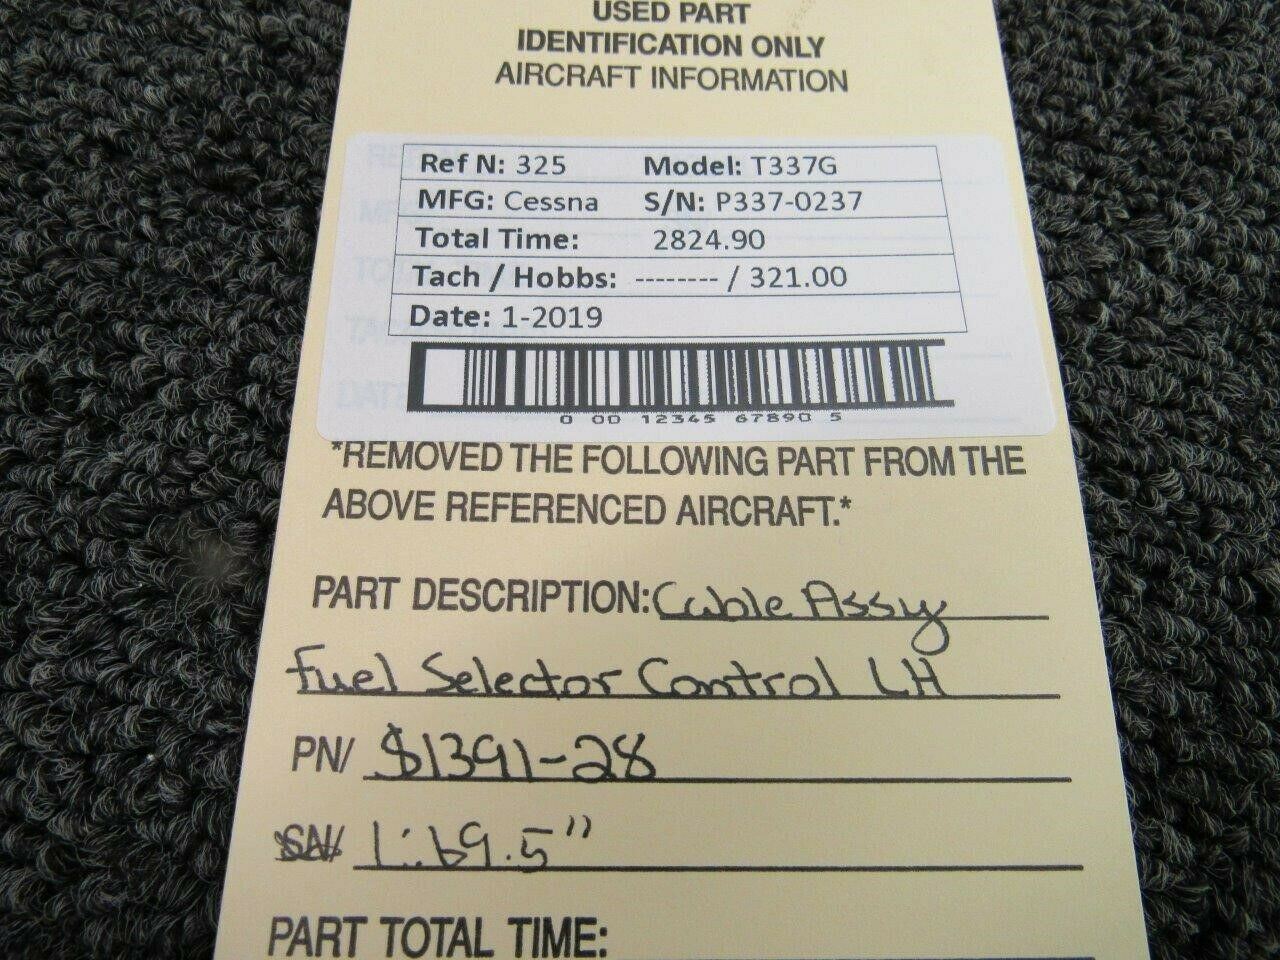 USED PART
IDENTIFICATION ONLY
AIRCRAFT INFORMATION
Ref N: 325 Model: T337G
MFG: Cessna S/N: P337-0237
Total Time: 2824.90
Tach / Hobbs: -------- / 321.00
Date: 1-2019
0 00 12345 67890 5
*REMOVED THE FOLLOWING PART FROM THE
ABOVE REFERENCED AIRCRAFT.*
PART DESCRIPTION: Cable Assy
Fuel Selector Control LH
PN/ $1391-28
L: 69.5"
PART TOTAL TIME: